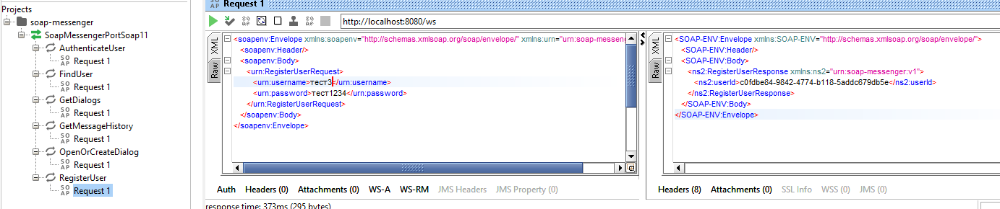 Projects
soap-messenger
SoapMessengerPortSoap11
AuthenticateUser
Request 1
FindUser
Request 1
GetDialogs
Request 1
GetMessageHistory
Request 1
OpenOrCreateDialog
Request 1
RegisterUser
Request 1
Request 1
http://localhost:8080/ws
XML
Raw
<soapenv:Envelope xmlns:soapenv="http://schemas.xmlsoap.org/soap/envelope/" xmlns:urn="urn:soap-messeng
<soapenv:Header/>
<soapenv:Body>
<urn:RegisterUserRequest>
<urn:username>тест3</urn:username>
<urn:password>тест1234</urn:password>
</urn:RegisterUserRequest>
</soapenv:Body>
</soapenv:Envelope>
Auth Headers (0) Attachments (0) WS-A WS-RM JMS Headers JMS Property (0)
response time: 373ms (295 bytes)
XML
Raw
<SOAP-ENV:Envelope xmlns:SOAP-ENV="http://schemas.xmlsoap.org/soap/envelope/">
<SOAP-ENV:Header/>
<SOAP-ENV:Body>
<ns2:RegisterUserResponse xmlns:ns2="urn:soap-messenger:v1">
<ns2:userId>c0fdbe84-9842-4774-b118-5addc679db5e</ns2:userId>
</ns2:RegisterUserResponse>
</SOAP-ENV:Body>
</SOAP-ENV:Envelope>
Headers (8) Attachments (0) SSL Info WSS (0) JMS (0)